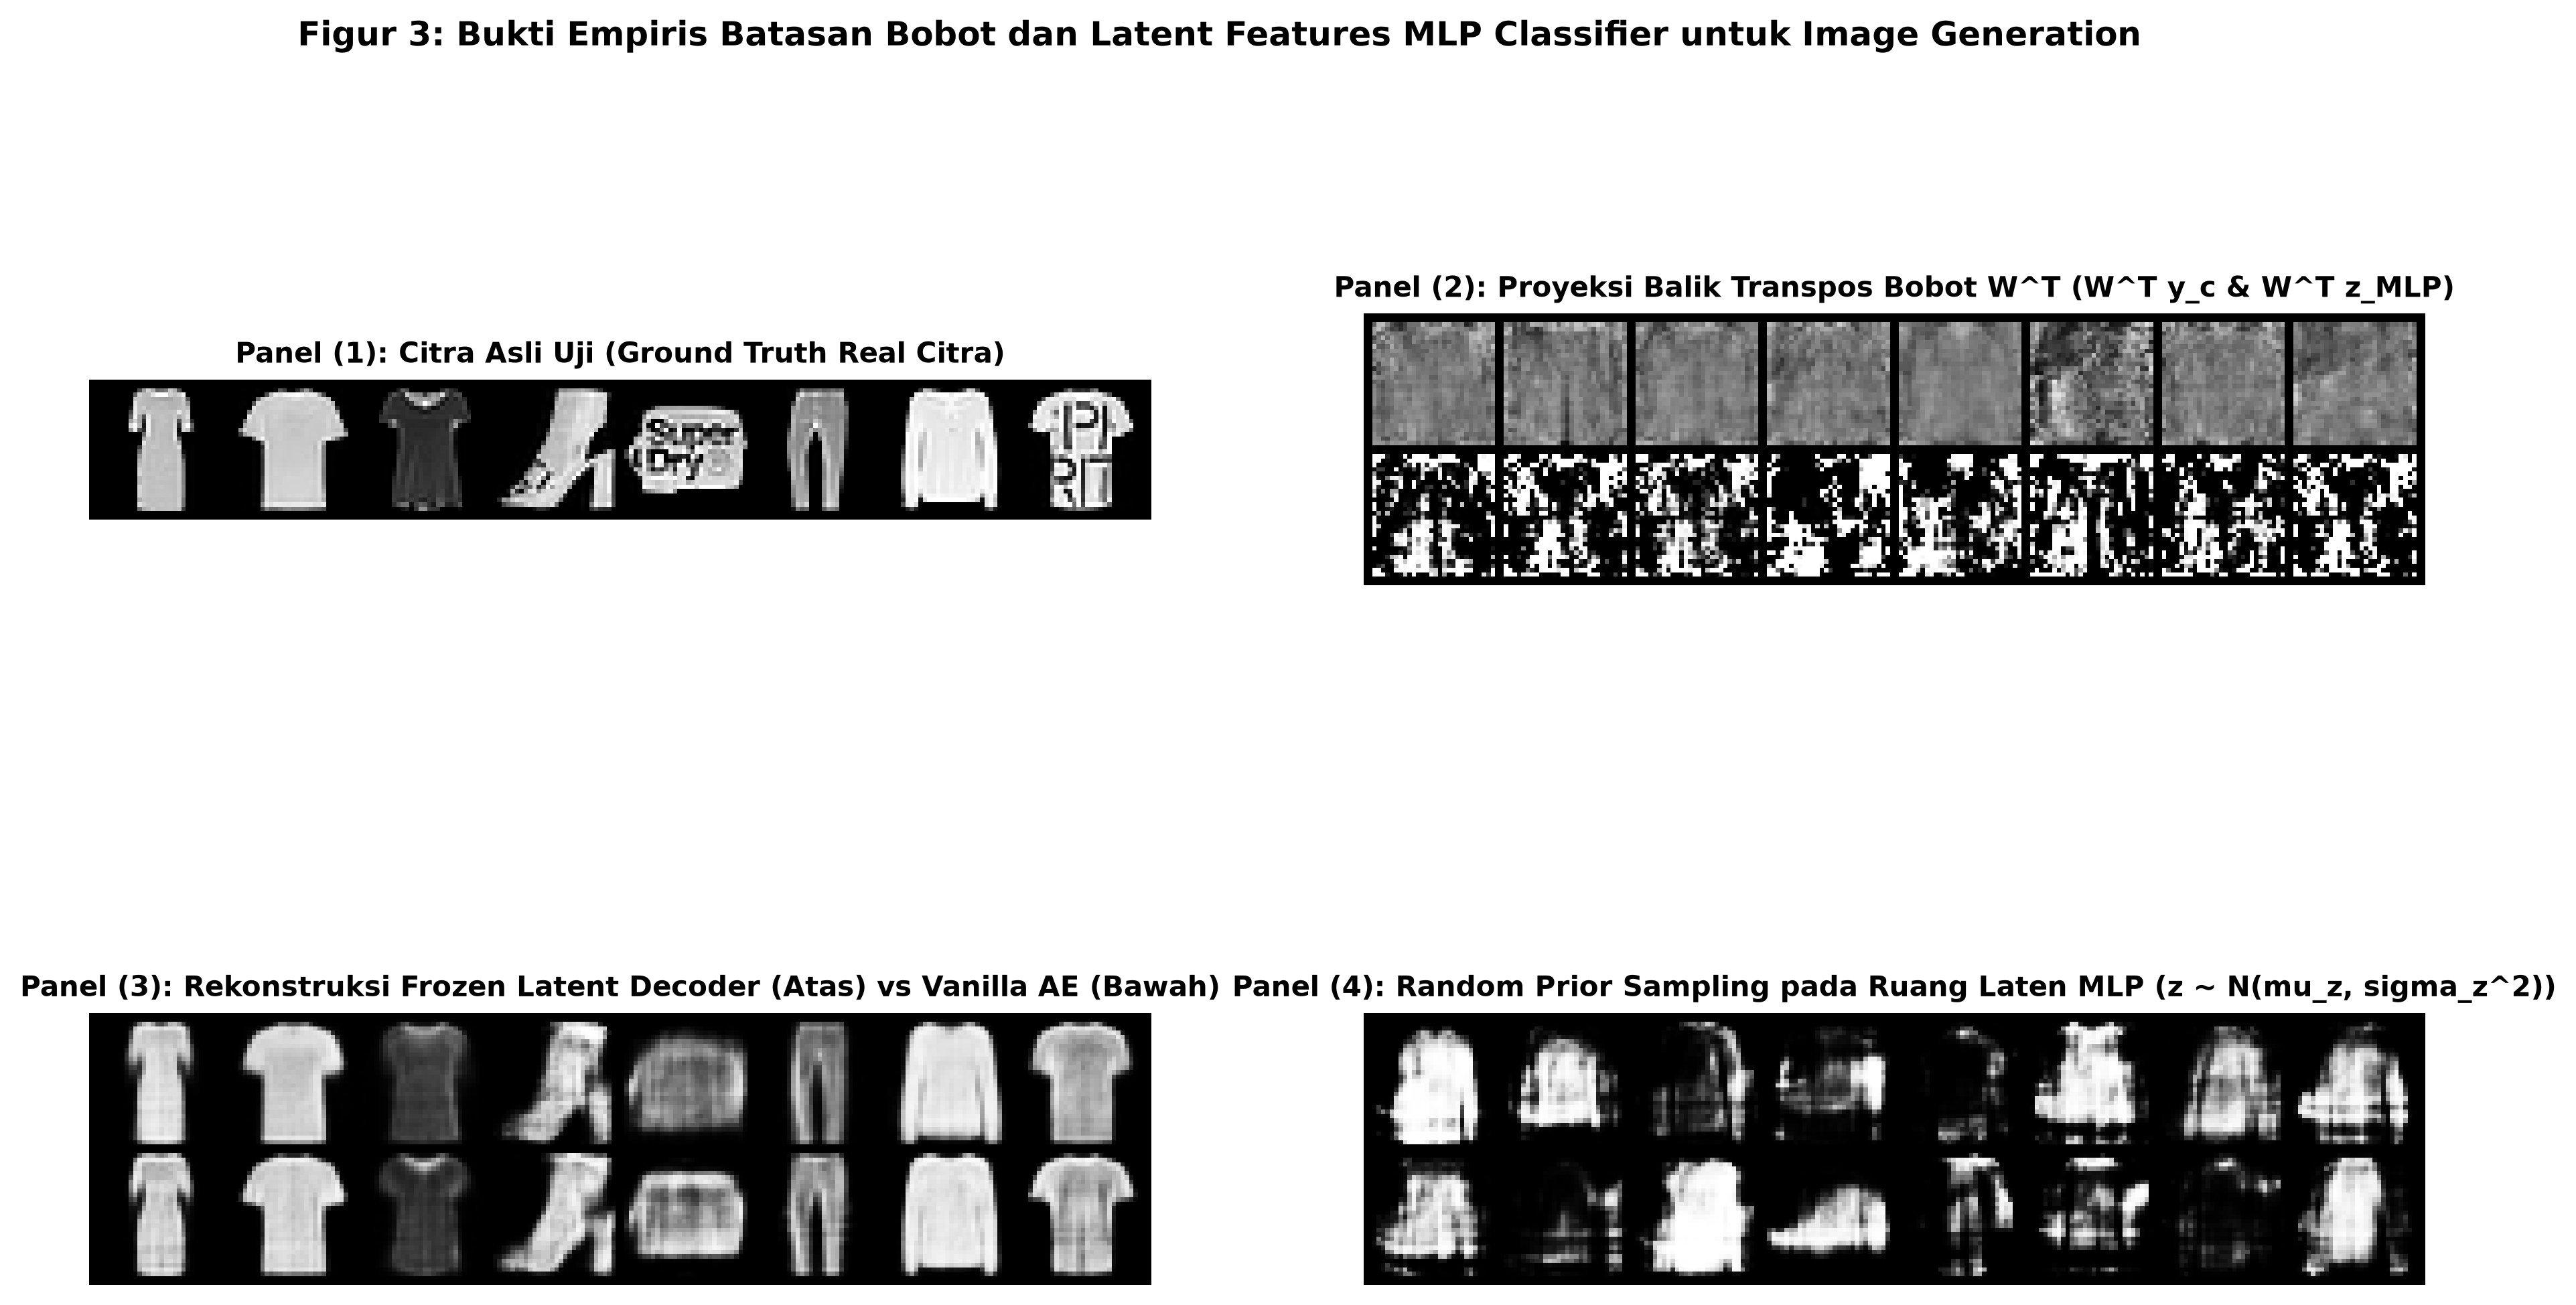 Figur 3: Bukti Empiris Batasan Bobot dan Latent Features MLP Classifier untuk Image Generation
Panel (1): Citra Asli Uji (Ground Truth Real Citra)
Super
Dry
Panel (2): Proyeksi Balik Transpos Bobot W^T (W^T y_c & W^T z_MLP)
Panel (3): Rekonstruksi Frozen Latent Decoder (Atas) vs Vanilla AE (Bawah)
Panel (4): Random Prior Sampling pada Ruang Laten MLP (z ~ N(mu_z, sigma_z^2))